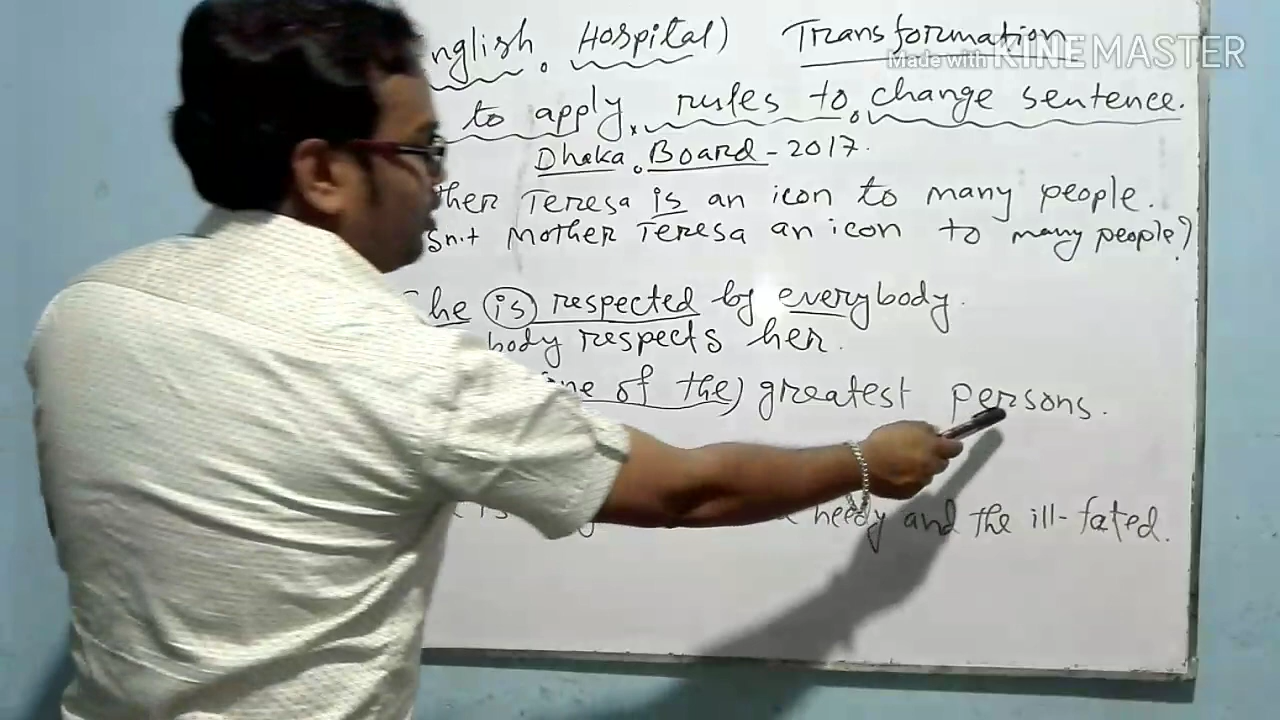 nglish Hospital) Transformation
Made with KINEMASTER
to apply rules to change sentence.
Dhaka Board - 2017.
ther Teresa is an icon to many people.
sn't Mother Teresa an icon to many people?
he is respected by everybody.
body respects her.
one of the) greatest persons.
is needy and the ill-fated.